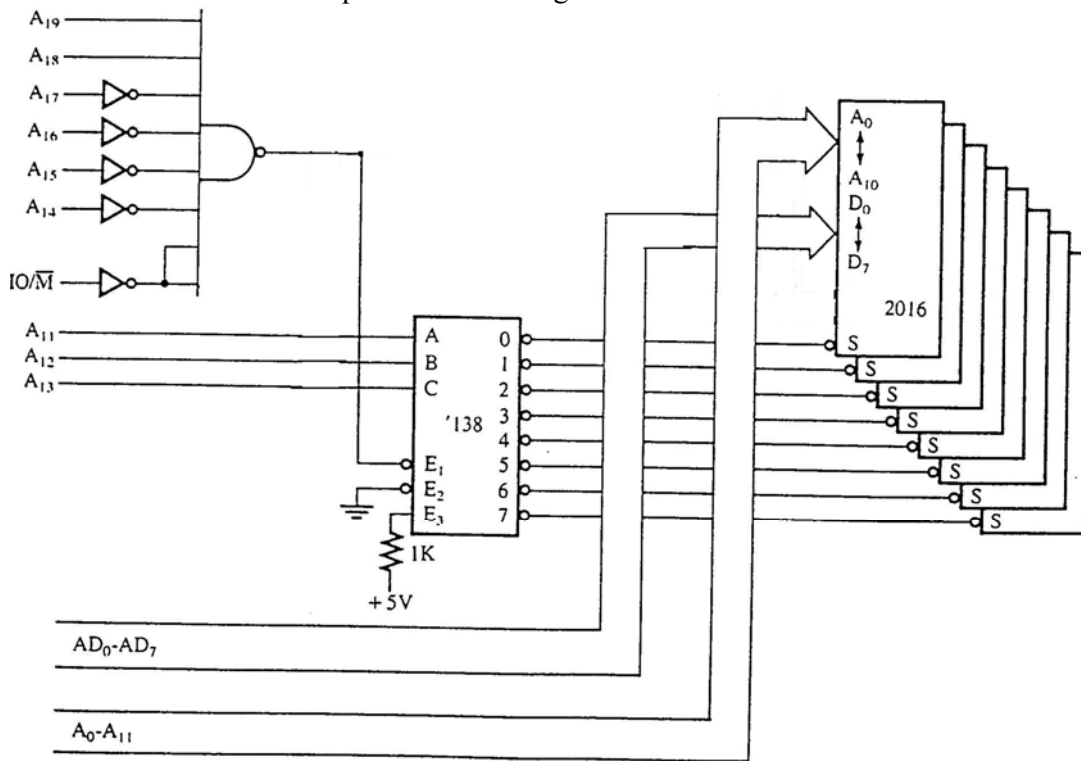 A19
A18
A17
A16
A15
A14
IO/M̅
A11
A12
A13
A
B
C
'138
E1
E2
E3
0
1
2
3
4
5
6
7
1K
+5V
A0
A10
D0
D7
2016
S
S
S
S
S
S
S
S
AD0-AD7
A0-A11